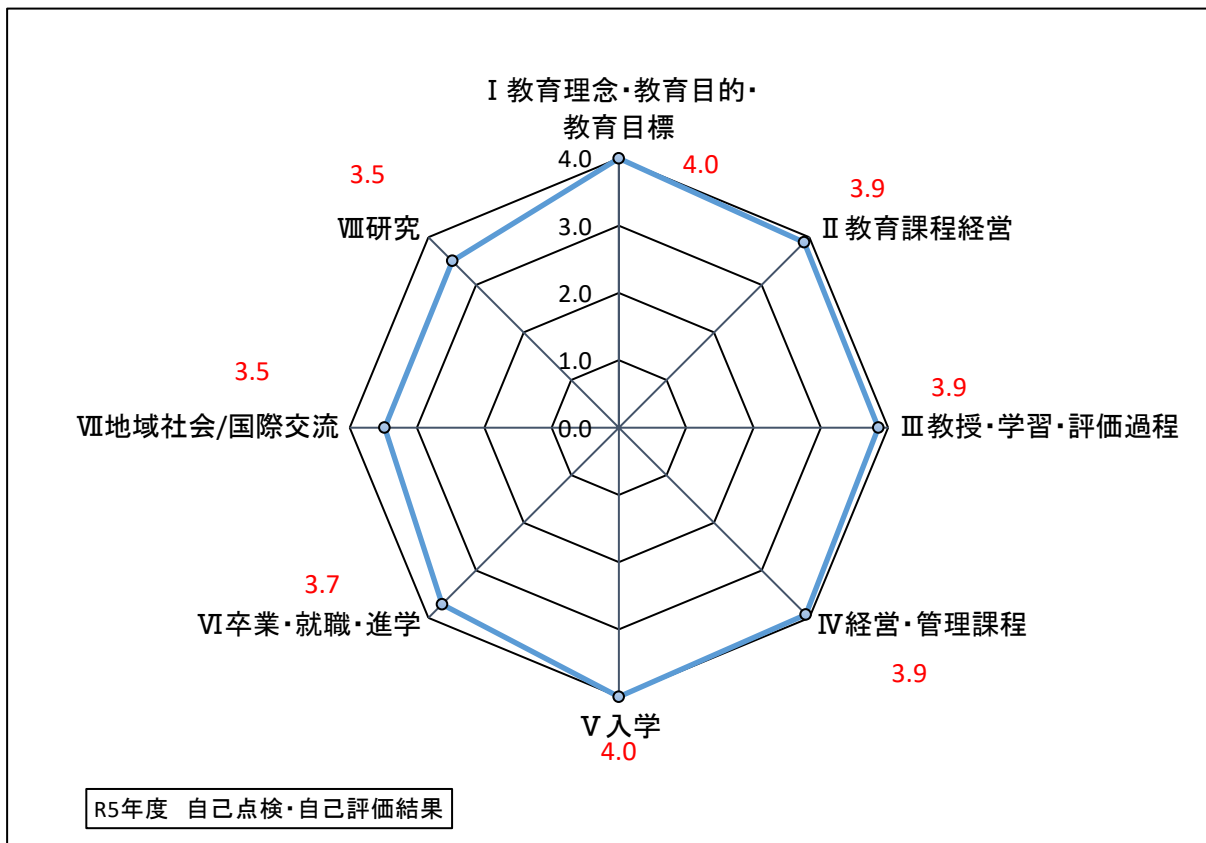 Ⅰ教育理念・教育目的・
教育目標
4.0
3.9
Ⅱ教育課程経営
3.9
Ⅲ教授・学習・評価過程
Ⅳ経営・管理課程
3.9
Ⅴ入学
4.0
3.7
Ⅵ卒業・就職・進学
3.5
Ⅶ地域社会/国際交流
3.5
Ⅷ研究
4.0
3.0
2.0
1.0
0.0
R5年度 自己点検・自己評価結果